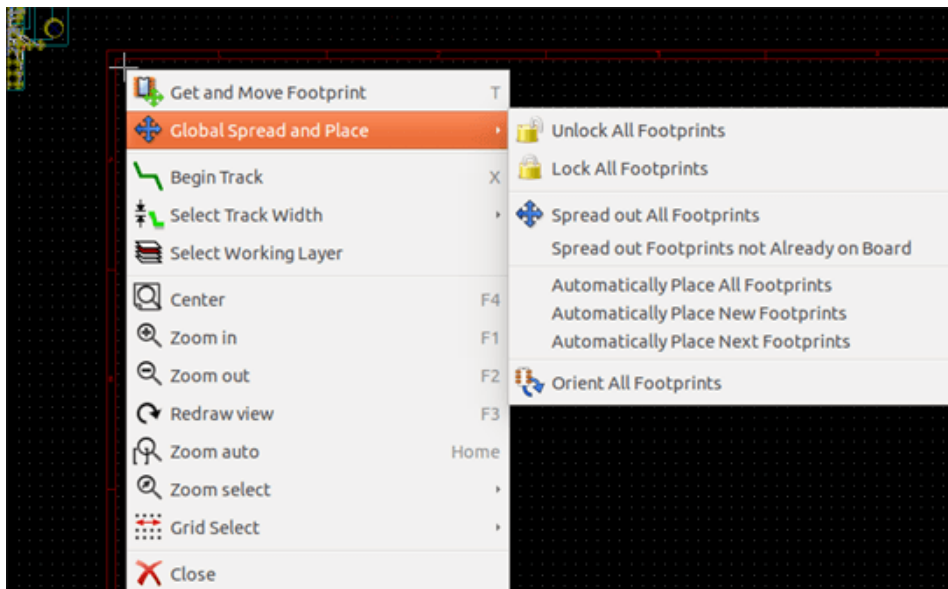 Get and Move Footprint T
Global Spread and Place
Begin Track X
Select Track Width
Select Working Layer
Center F4
Zoom in F1
Zoom out F2
Redraw view F3
Zoom auto Home
Zoom select
Grid Select
Close
Unlock All Footprints
Lock All Footprints
Spread out All Footprints
Spread out Footprints not Already on Board
Automatically Place All Footprints
Automatically Place New Footprints
Automatically Place Next Footprints
Orient All Footprints